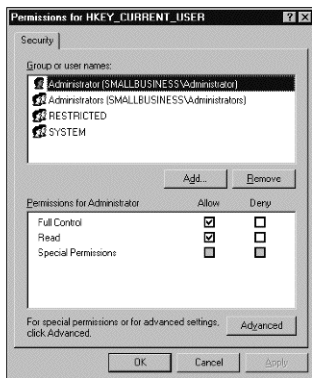 Permissions for HKEY_CURRENT_USER
Security
Group or user names:
Administrator (SMALLBUSINESS\Administrator)
Administrators (SMALLBUSINESS\Administrators)
RESTRICTED
SYSTEM
Add...
Remove
Permissions for Administrator Allow Deny
Full Control
Read
Special Permissions
For special permissions or for advanced settings,
click Advanced.
Advanced
OK Cancel Apply